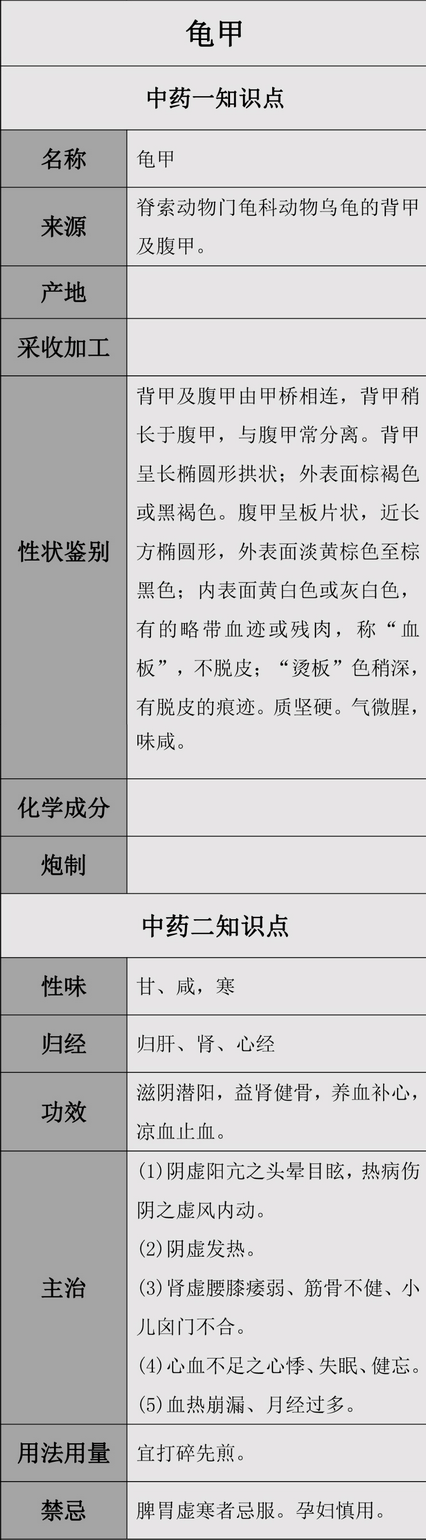 龟甲
中药一知识点
名称
龟甲
来源
脊索动物门龟科动物乌龟的背甲
及腹甲。
产地
采收加工
性状鉴别
背甲及腹甲由甲桥相连，背甲稍
长于腹甲，与腹甲常分离。背甲
呈长椭圆形拱状；外表面棕褐色
或黑褐色。腹甲呈板片状，近长
方椭圆形，外表面淡黄棕色至棕
黑色；内表面黄白色或灰白色，
有的略带血迹或残肉，称“血
板”，不脱皮；“烫板”色稍深，
有脱皮的痕迹。质坚硬。气微腥，
味咸。
化学成分
炮制
中药二知识点
性味
甘、咸，寒
归经
归肝、肾、心经
功效
滋阴潜阳，益肾健骨，养血补心，
凉血止血。
主治
(1)阴虚阳亢之头晕目眩，热病伤
阴之虚风内动。
(2)阴虚发热。
(3)肾虚腰膝痿弱、筋骨不健、小
儿囟门不合。
(4)心血不足之心悸、失眠、健忘。
(5)血热崩漏、月经过多。
用法用量
宜打碎先煎。
禁忌
脾胃虚寒者忌服。孕妇慎用。